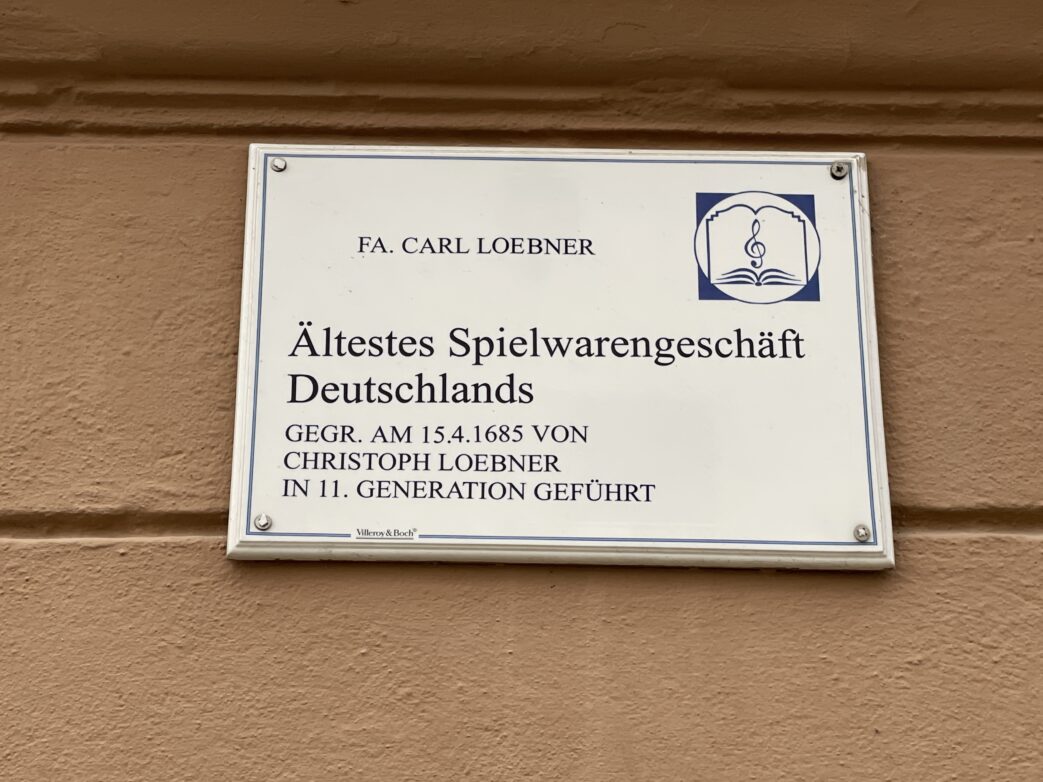 FA. CARL LOEBNER
Ältestes Spielwarengeschäft
Deutschlands
GEGR. AM 15.4.1685 VON
CHRISTOPH LOEBNER
IN 11. GENERATION GEFÜHRT
Villeroy & Boch®